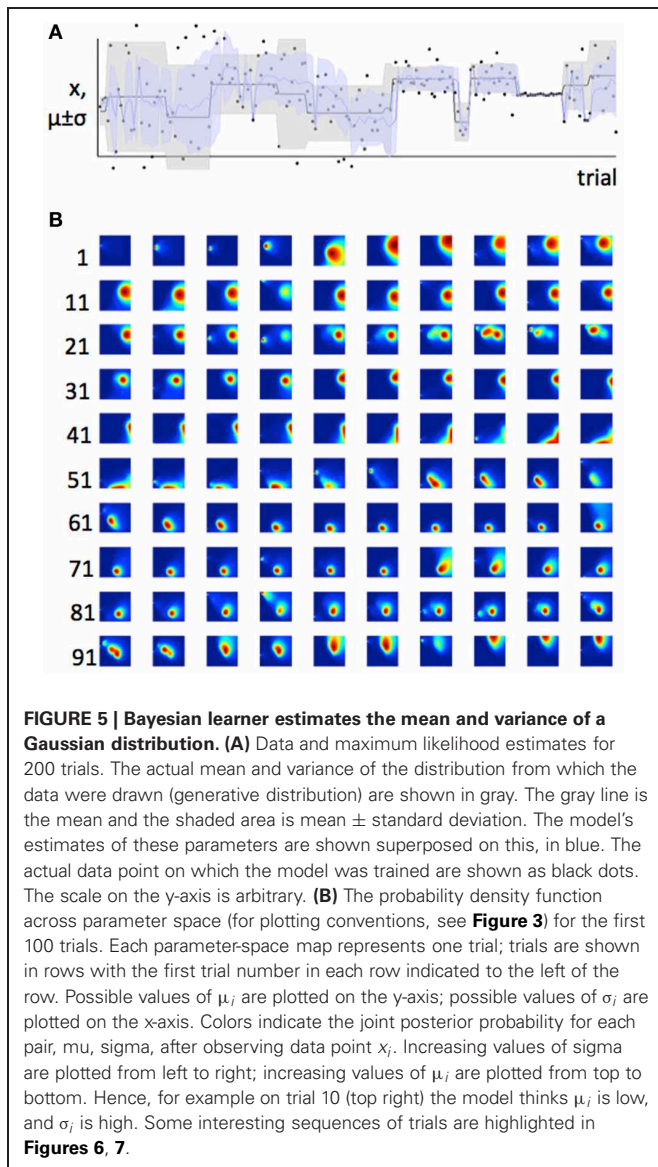 A
x,
μ±σ
trial
B
1
11
21
31
41
51
61
71
81
91
FIGURE 5 | Bayesian learner estimates the mean and variance of a
Gaussian distribution. (A) Data and maximum likelihood estimates for
200 trials. The actual mean and variance of the distribution from which the
data were drawn (generative distribution) are shown in gray. The gray line is
the mean and the shaded area is mean ± standard deviation. The model's
estimates of these parameters are shown superposed on this, in blue. The
actual data point on which the model was trained are shown as black dots.
The scale on the y-axis is arbitrary. (B) The probability density function
across parameter space (for plotting conventions, see Figure 3) for the first
100 trials. Each parameter-space map represents one trial; trials are shown
in rows with the first trial number in each row indicated to the left of the
row. Possible values of μi are plotted on the y-axis; possible values of σi are
plotted on the x-axis. Colors indicate the joint posterior probability for each
pair, mu, sigma, after observing data point xi. Increasing values of sigma
are plotted from left to right; increasing values of μi are plotted from top to
bottom. Hence, for example on trial 10 (top right) the model thinks μi is low,
and σi is high. Some interesting sequences of trials are highlighted in
Figures 6, 7.